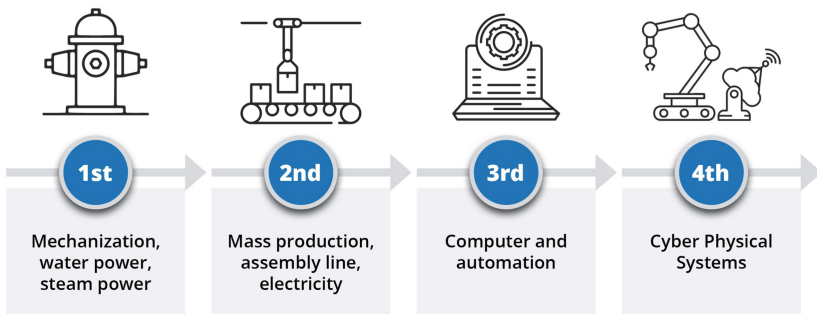 1st
Mechanization,
water power,
steam power
2nd
Mass production,
assembly line,
electricity
3rd
Computer and
automation
4th
Cyber Physical
Systems